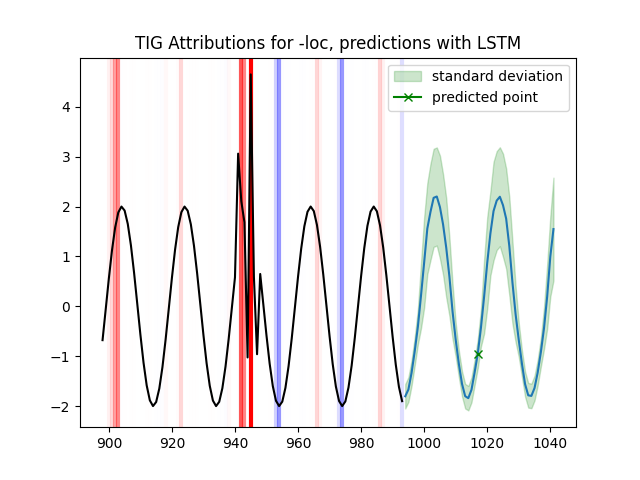 TIG Attributions for -loc, predictions with LSTM
standard deviation
predicted point
4
3
2
1
0
−1
−2
900 920 940 960 980 1000 1020 1040